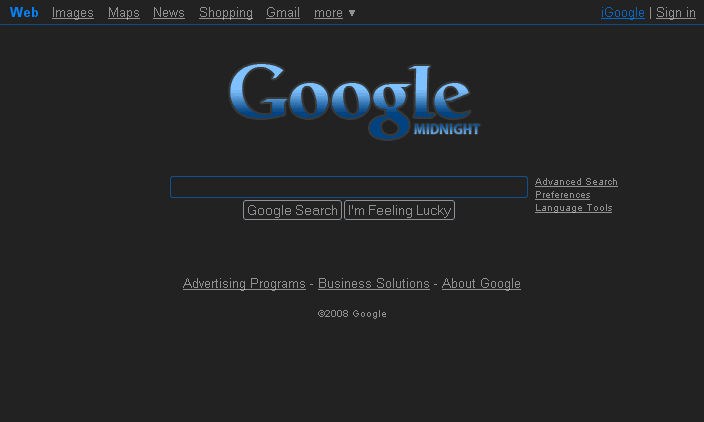 Web Images Maps News Shopping Gmail more ▼ iGoogle | Sign in
Google
MIDNIGHT
Advanced Search
Preferences
Language Tools
Google Search I'm Feeling Lucky
Advertising Programs - Business Solutions - About Google
©2008 Google